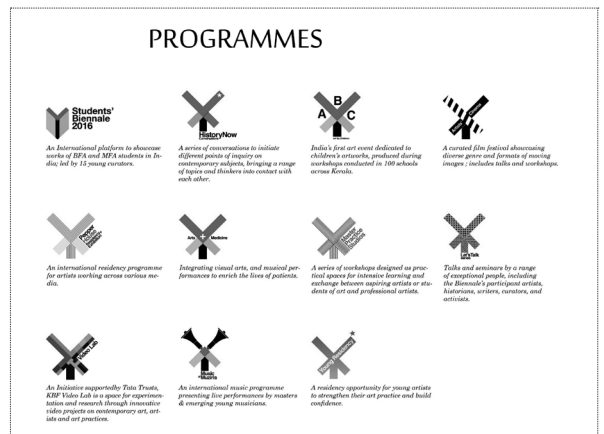 PROGRAMMES
Students'
Biennale
2016
An International platform to showcase
works of BFA and MFA students in In-
dia; led by 15 young curators.
HistoryNow
A series of conversations to initiate
different points of inquiry on
contemporary subjects, bringing a range
of topics and thinkers into contact with
each other.
A B C
India's first art event dedicated to
children's artworks, produced during
workshops conducted in 100 schools
across Kerala.
A curated film festival showcasing
diverse genre and formats of moving
images ; includes talks and workshops.
Pepper
House
Residency
An international residency programme
for artists working across various me-
dia.
Arts + Medicine
Integrating visual arts, and musical per-
formances to enrich the lives of patients.
Master
Practice
Studios
A series of workshops designed as prac-
tical spaces for intensive learning and
exchange between aspiring artists or stu-
dents of art and professional artists.
Let'sTalk
Talks and seminars by a range
of exceptional people, including
the Biennale's participant artists,
historians, writers, curators, and
activists.
Video Lab
An Initiative supportedby Tata Trusts,
KBF Video Lab is a space for experimen-
tation and research through innovative
video projects on contemporary art, art-
ists and art practices.
Music
of Muziris
An international music programme
presenting live performances by masters
& emerging young musicians.
Young Residency
A residency opportunity for young artists
to strengthen their art practice and build
confidence.